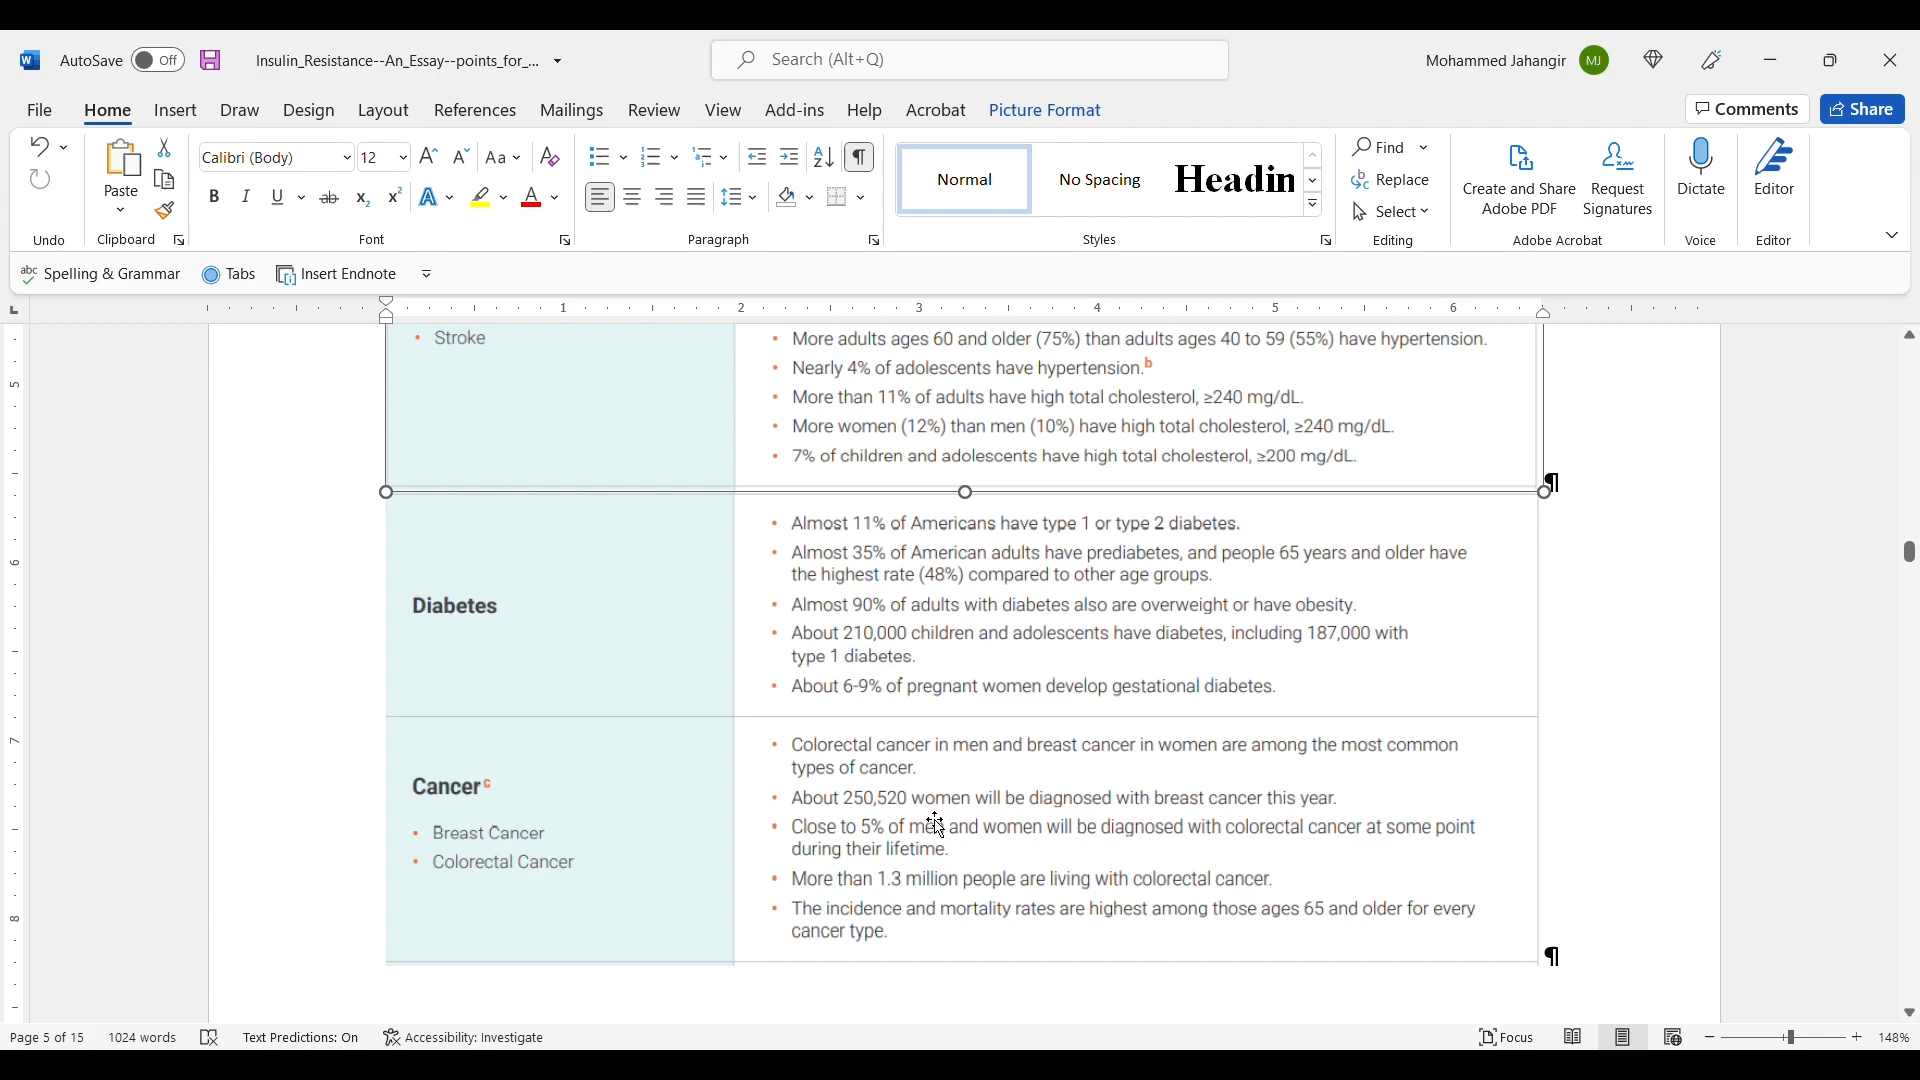 AutoSave Off Insulin_Resistance--An_Essay--points_for_... Search (Alt+Q) Mohammed Jahangir MJ
File Home Insert Draw Design Layout References Mailings Review View Add-ins Help Acrobat Picture Format Comments Share
Paste Calibri (Body) 12 Normal No Spacing Headin Find Replace Select Create and Share Adobe PDF Request Signatures Dictate Editor
Undo Clipboard Font Paragraph Styles Editing Adobe Acrobat Voice Editor
Spelling & Grammar Tabs Insert Endnote
1 2 3 4 5 6
• Stroke
• More adults ages 60 and older (75%) than adults ages 40 to 59 (55%) have hypertension.
• Nearly 4% of adolescents have hypertension.b
• More than 11% of adults have high total cholesterol, ≥240 mg/dL.
• More women (12%) than men (10%) have high total cholesterol, ≥240 mg/dL.
• 7% of children and adolescents have high total cholesterol, ≥200 mg/dL.
Diabetes
• Almost 11% of Americans have type 1 or type 2 diabetes.
• Almost 35% of American adults have prediabetes, and people 65 years and older have
the highest rate (48%) compared to other age groups.
• Almost 90% of adults with diabetes also are overweight or have obesity.
• About 210,000 children and adolescents have diabetes, including 187,000 with
type 1 diabetes.
• About 6-9% of pregnant women develop gestational diabetes.
Cancer c
• Breast Cancer
• Colorectal Cancer
• Colorectal cancer in men and breast cancer in women are among the most common
types of cancer.
• About 250,520 women will be diagnosed with breast cancer this year.
• Close to 5% of men and women will be diagnosed with colorectal cancer at some point
during their lifetime.
• More than 1.3 million people are living with colorectal cancer.
• The incidence and mortality rates are highest among those ages 65 and older for every
cancer type.
Page 5 of 15 1024 words Text Predictions: On Accessibility: Investigate Focus 148%